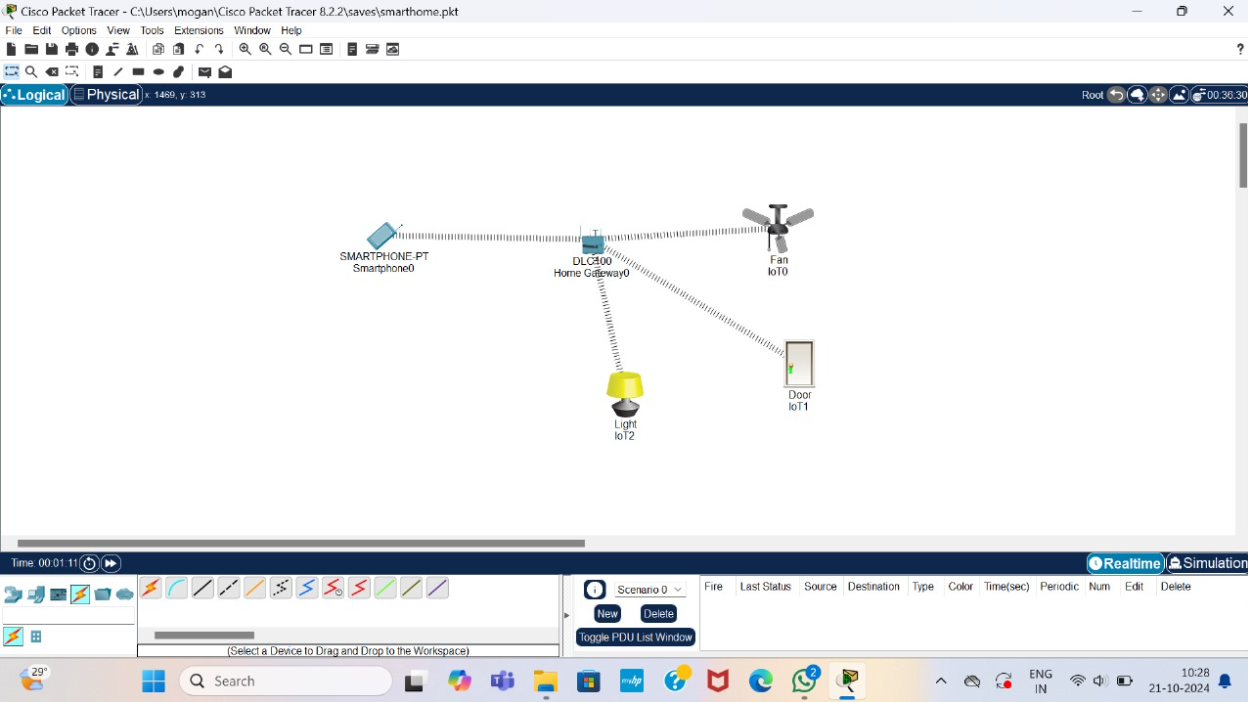 Cisco Packet Tracer - C:\Users\mogan\Cisco Packet Tracer 8.2.2\saves\smarthome.pkt
File Edit Options View Tools Extensions Window Help
?
Logical Physical x: 1469, y: 313 Root 00:36:30
SMARTPHONE-PT
Smartphone0
DLC100
Home Gateway0
Fan
IoT0
Door
IoT1
Light
IoT2
Time: 00:01:11 Realtime Simulation
Scenario 0
New Delete
Toggle PDU List Window
Fire Last Status Source Destination Type Color Time(sec) Periodic Num Edit Delete
(Select a Device to Drag and Drop to the Workspace)
29°
Search
myhp
2
ENG
IN
10:28
21-10-2024